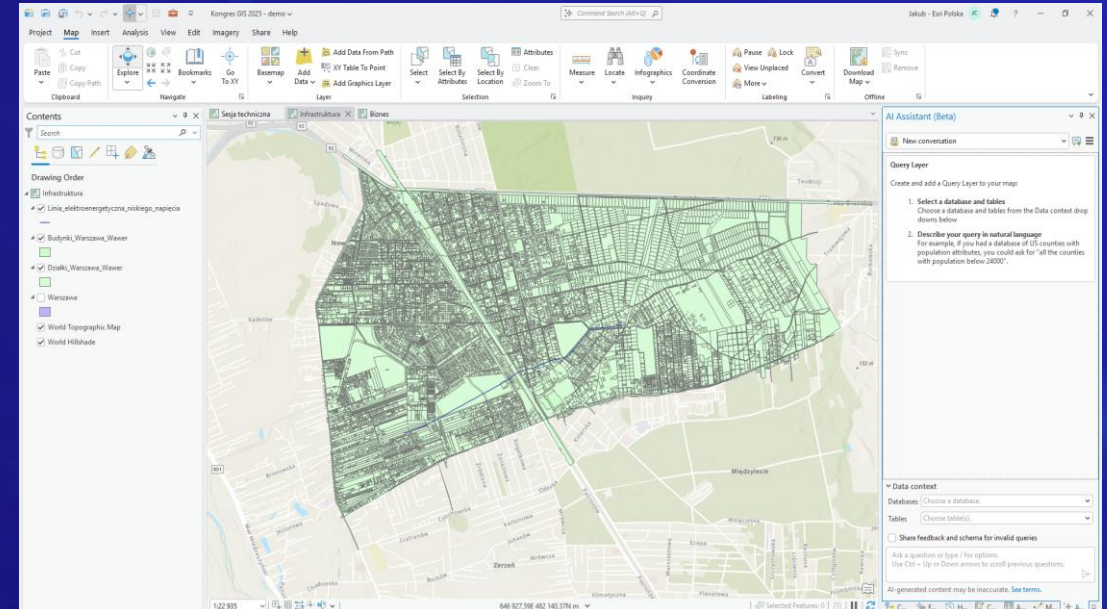 Kongres GIS 2025 - demo
Command Search (Alt+Q)
Jakub - Esri Polska
Project Map Insert Analysis View Edit Imagery Share Help
Paste
Cut
Copy
Copy Path
Clipboard
Explore
Bookmarks
Go To XY
Navigate
Basemap
Add Data
Add Data From Path
XY Table To Point
Add Graphics Layer
Layer
Select
Select By Attributes
Select By Location
Attributes
Clear
Zoom To
Selection
Measure
Locate
Infographics
Coordinate Conversion
Inquiry
Pause
Lock
View Unplaced
More
Convert
Labeling
Download Map
Sync
Remove
Offline
Contents
Search
Drawing Order
Infrastruktura
Linia_elektroenergetyczna_niskiego_napięcia
Budynki_Warszawa_Wawer
Działki_Warszawa_Wawer
Warszawa
World Topographic Map
World Hillshade
Sesja techniczna
Infrastruktura
Biznes
Kadetów
Bronowska
801
92
Zerzeń
Międzylesie
1:22 935
646 927,59E 482 140,37N m
Selected Features: 0
AI Assistant (Beta)
New conversation
Query Layer
Create and add a Query Layer to your map:
1. Select a database and tables
Choose a database and tables from the Data context drop
downs below
2. Describe your query in natural language
For example, if you had a database of US counties with
population attributes, you could ask for "all the counties
with population below 24000".
Data context
Databases Choose a database.
Tables Choose table(s).
Share feedback and schema for invalid queries
Ask a question or type / for options.
Use Ctrl + Up or Down arrows to scroll previous questions.
AI-generated content may be inaccurate. See terms.